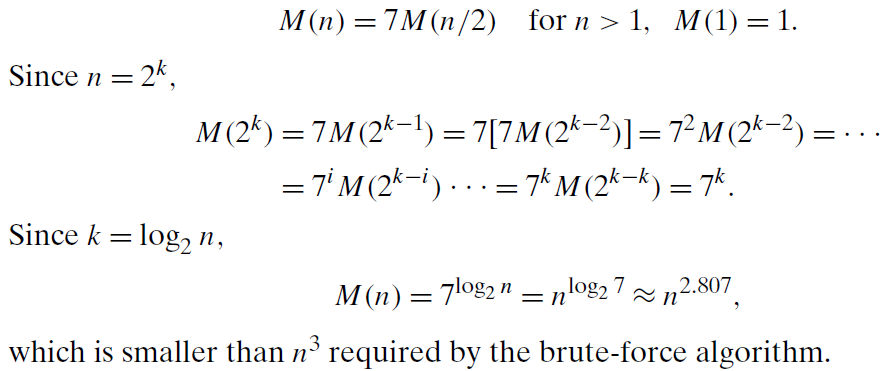 M(n) = 7M(n/2)   for n > 1,   M(1) = 1.
Since n = 2^k,
M(2^k) = 7M(2^{k−1}) = 7[7M(2^{k−2})] = 7^2 M(2^{k−2}) = · · ·
= 7^i M(2^{k−i}) · · · = 7^k M(2^{k−k}) = 7^k.
Since k = log_2 n,
M(n) = 7^{log_2 n} = n^{log_2 7} ≈ n^{2.807},
which is smaller than n^3 required by the brute-force algorithm.